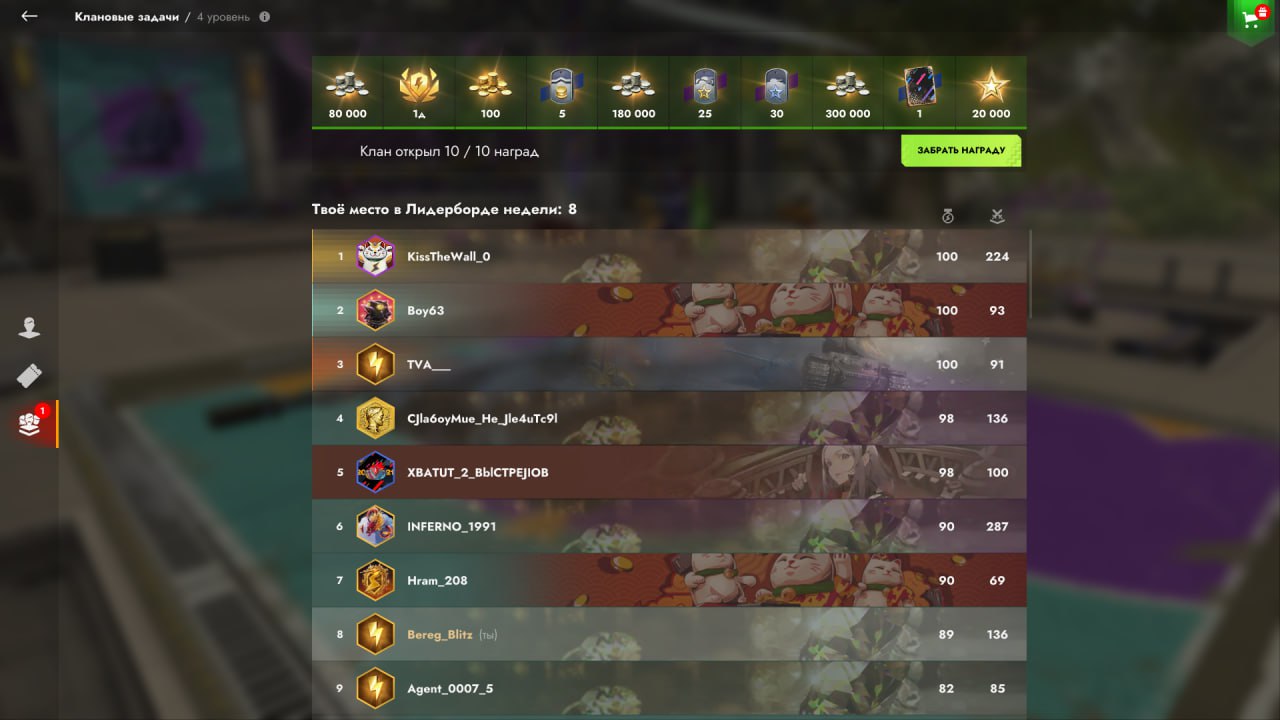 Клановые задачи / 4 уровень
80 000 1д 100 5 180 000 25 30 300 000 1 20 000
Клан открыл 10 / 10 наград
ЗАБРАТЬ НАГРАДУ
Твоё место в Лидерборде недели: 8
1 KissTheWall_0 100 224
2 Boy63 100 93
3 TVA___ 100 91
1
4 CJla6oyMue_He_Jle4uTc9l 98 136
5 XBATUT_2_BblCTPEJIOB 98 100
6 INFERNO_1991 90 287
7 Hram_208 90 69
8 Bereg_Blitz (ты) 89 136
9 Agent_0007_5 82 85